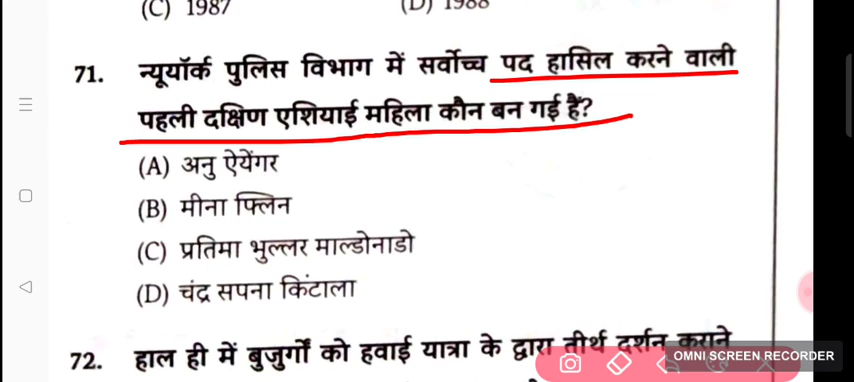 (C) 1987 (D) 1988
71. न्यूयॉर्क पुलिस विभाग में सर्वोच्च पद हासिल करने वाली
पहली दक्षिण एशियाई महिला कौन बन गई हैं?
(A) अनु ऐयेंगर
(B) मीना फ्लिन
(C) प्रतिमा भुल्लर माल्डोनाडो
(D) चंद्र सपना किंटाला
72. हाल ही में बुजुर्गों को हवाई यात्रा के द्वारा तीर्थ दर्शन कराने
OMNI SCREEN RECORDER